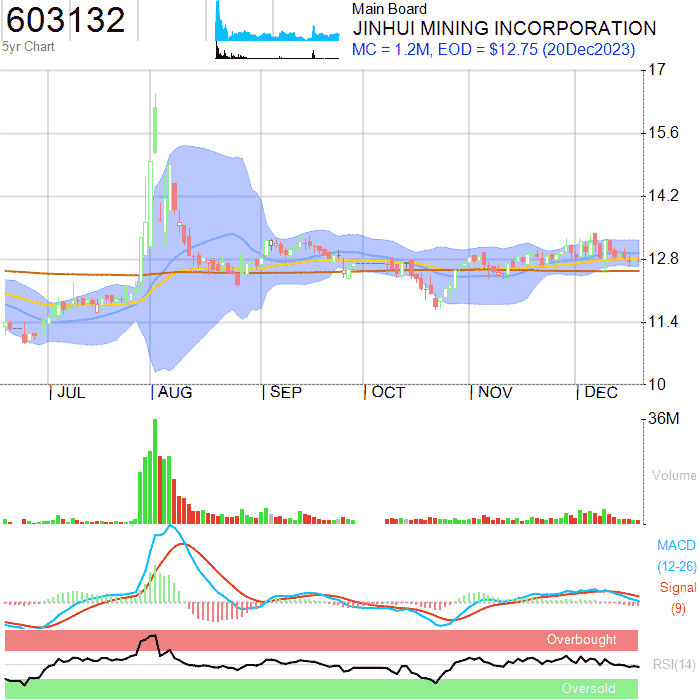 603132
5yr Chart
Main Board
JINHUI MINING INCORPORATION
MC = 1.2M, EOD = $12.75 (20Dec2023)
17
15.6
14.2
12.8
11.4
10
JUL
AUG
SEP
OCT
NOV
DEC
36M
Volume
MACD
(12-26)
Signal
(9)
Overbought
RSI(14)
Oversold